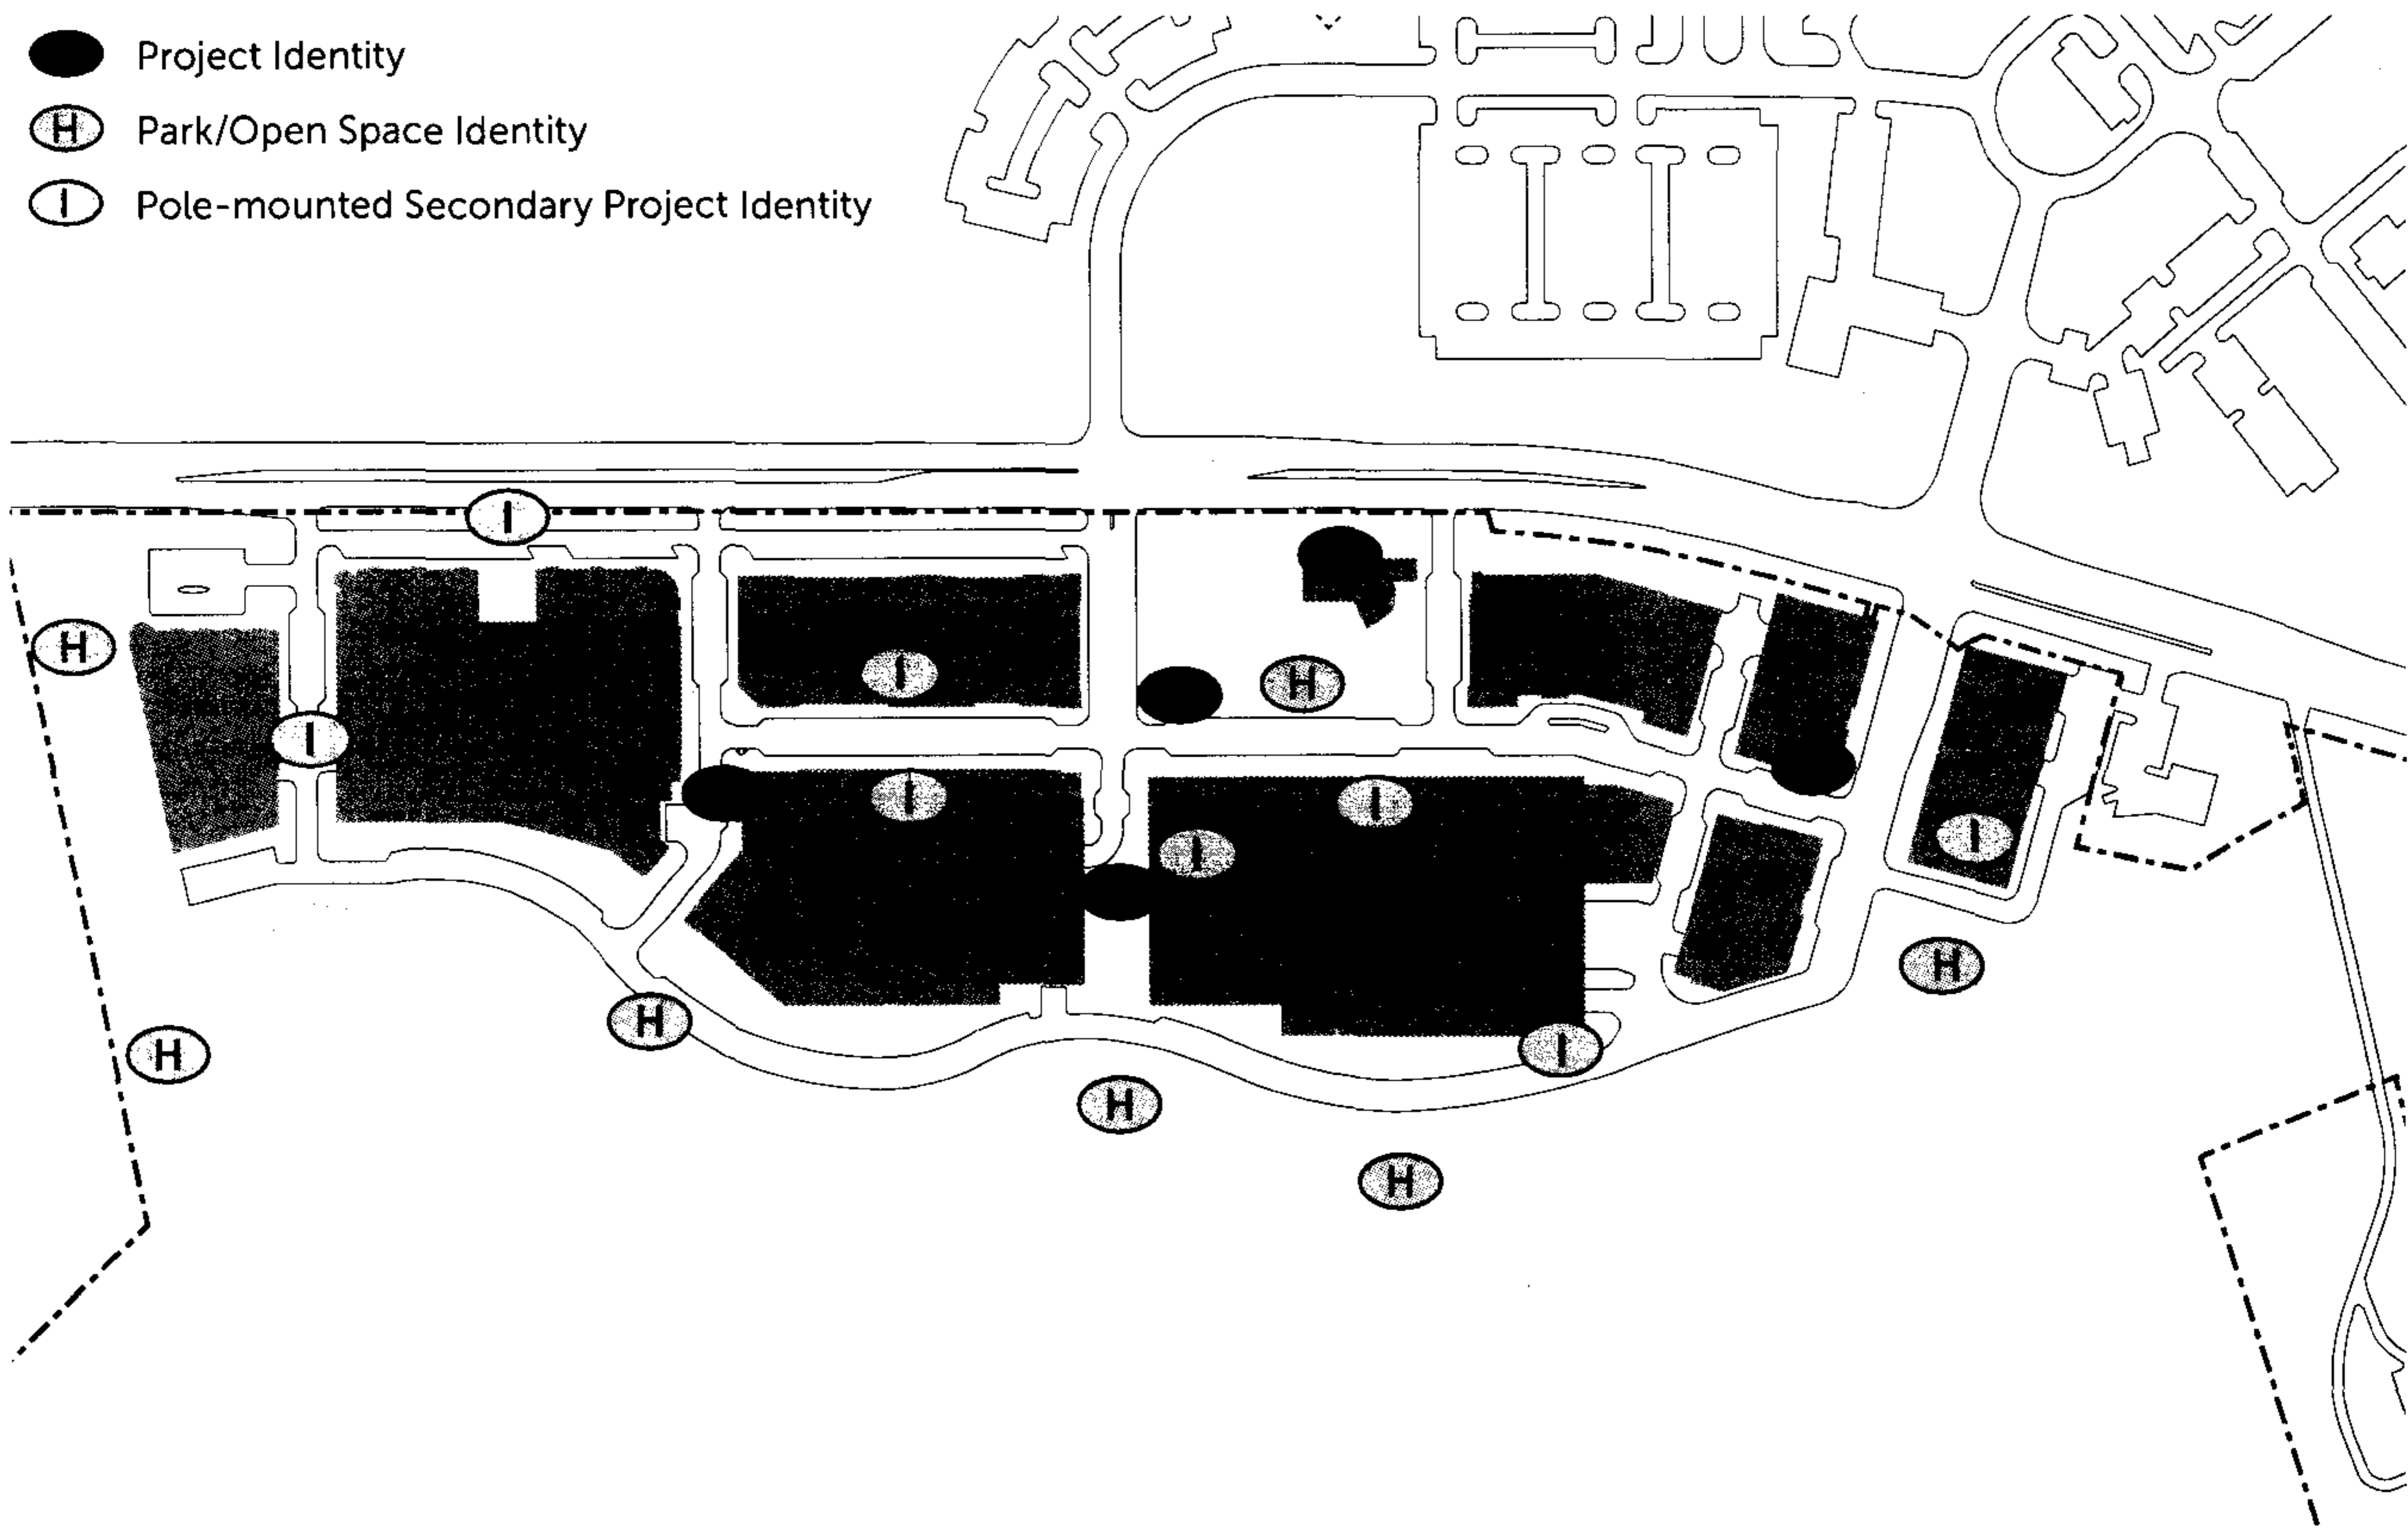 Project Identity
H Park/Open Space Identity
I Pole-mounted Secondary Project Identity
I
H
I
I
H
I
I
I
I
H
H
H
I
H
H